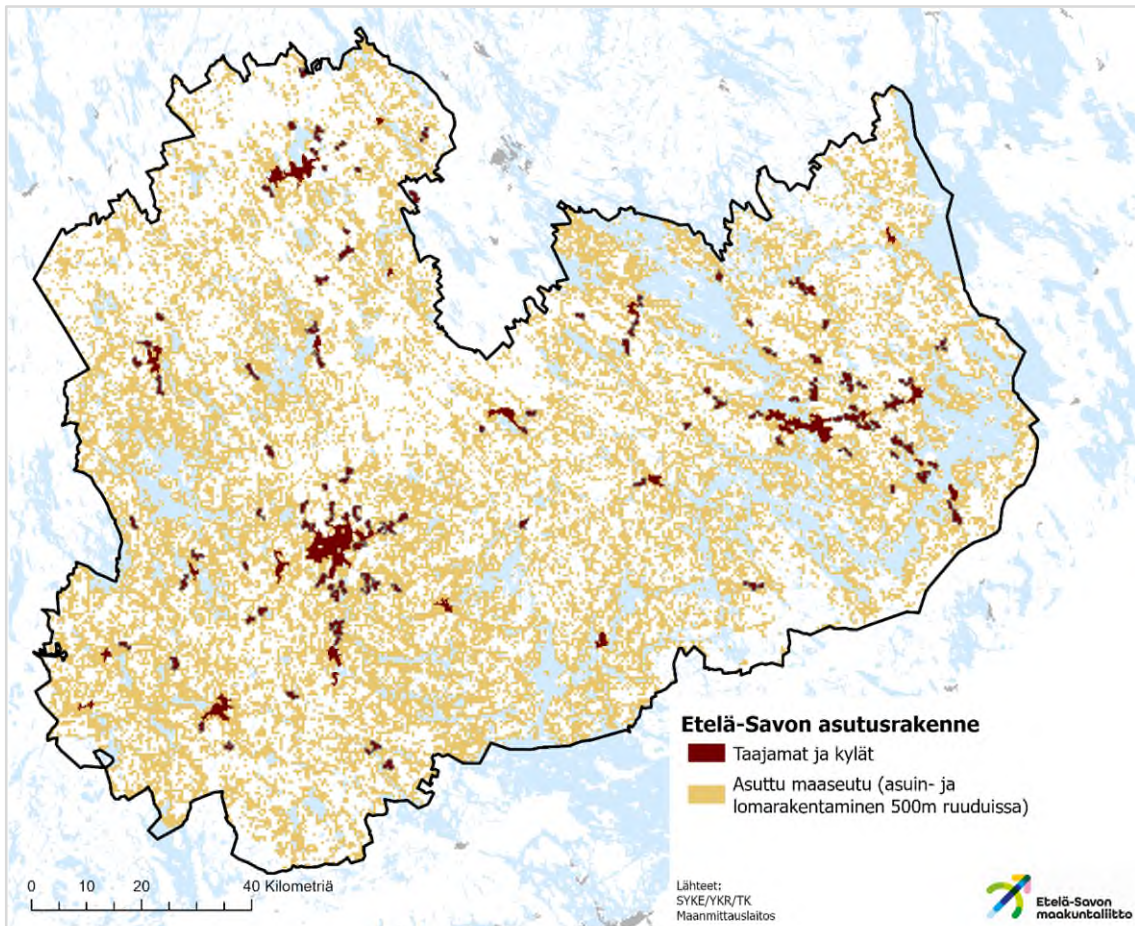 Etelä-Savon asutusrakenne
Taajamat ja kylät
Asuttu maaseutu (asuin- ja
lomarakentaminen 500m ruuduissa)
0 10 20 40 Kilometriä
Lähteet:
SYKE/YKR/TK
Maanmittauslaitos
Etelä-Savon
maakuntaliitto